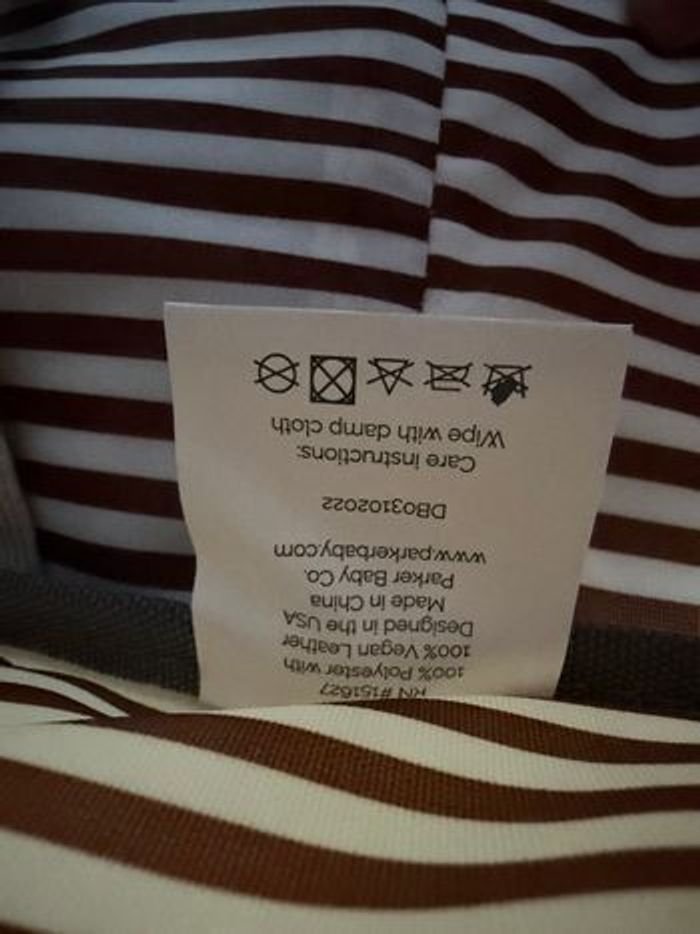 RN #151627
100% Polyester with
100% Vegan Leather
Designed in the USA
Made in China
Parker Baby Co.
www.parkerbaby.com
DB03102022
Care instructions:
Wipe with damp cloth